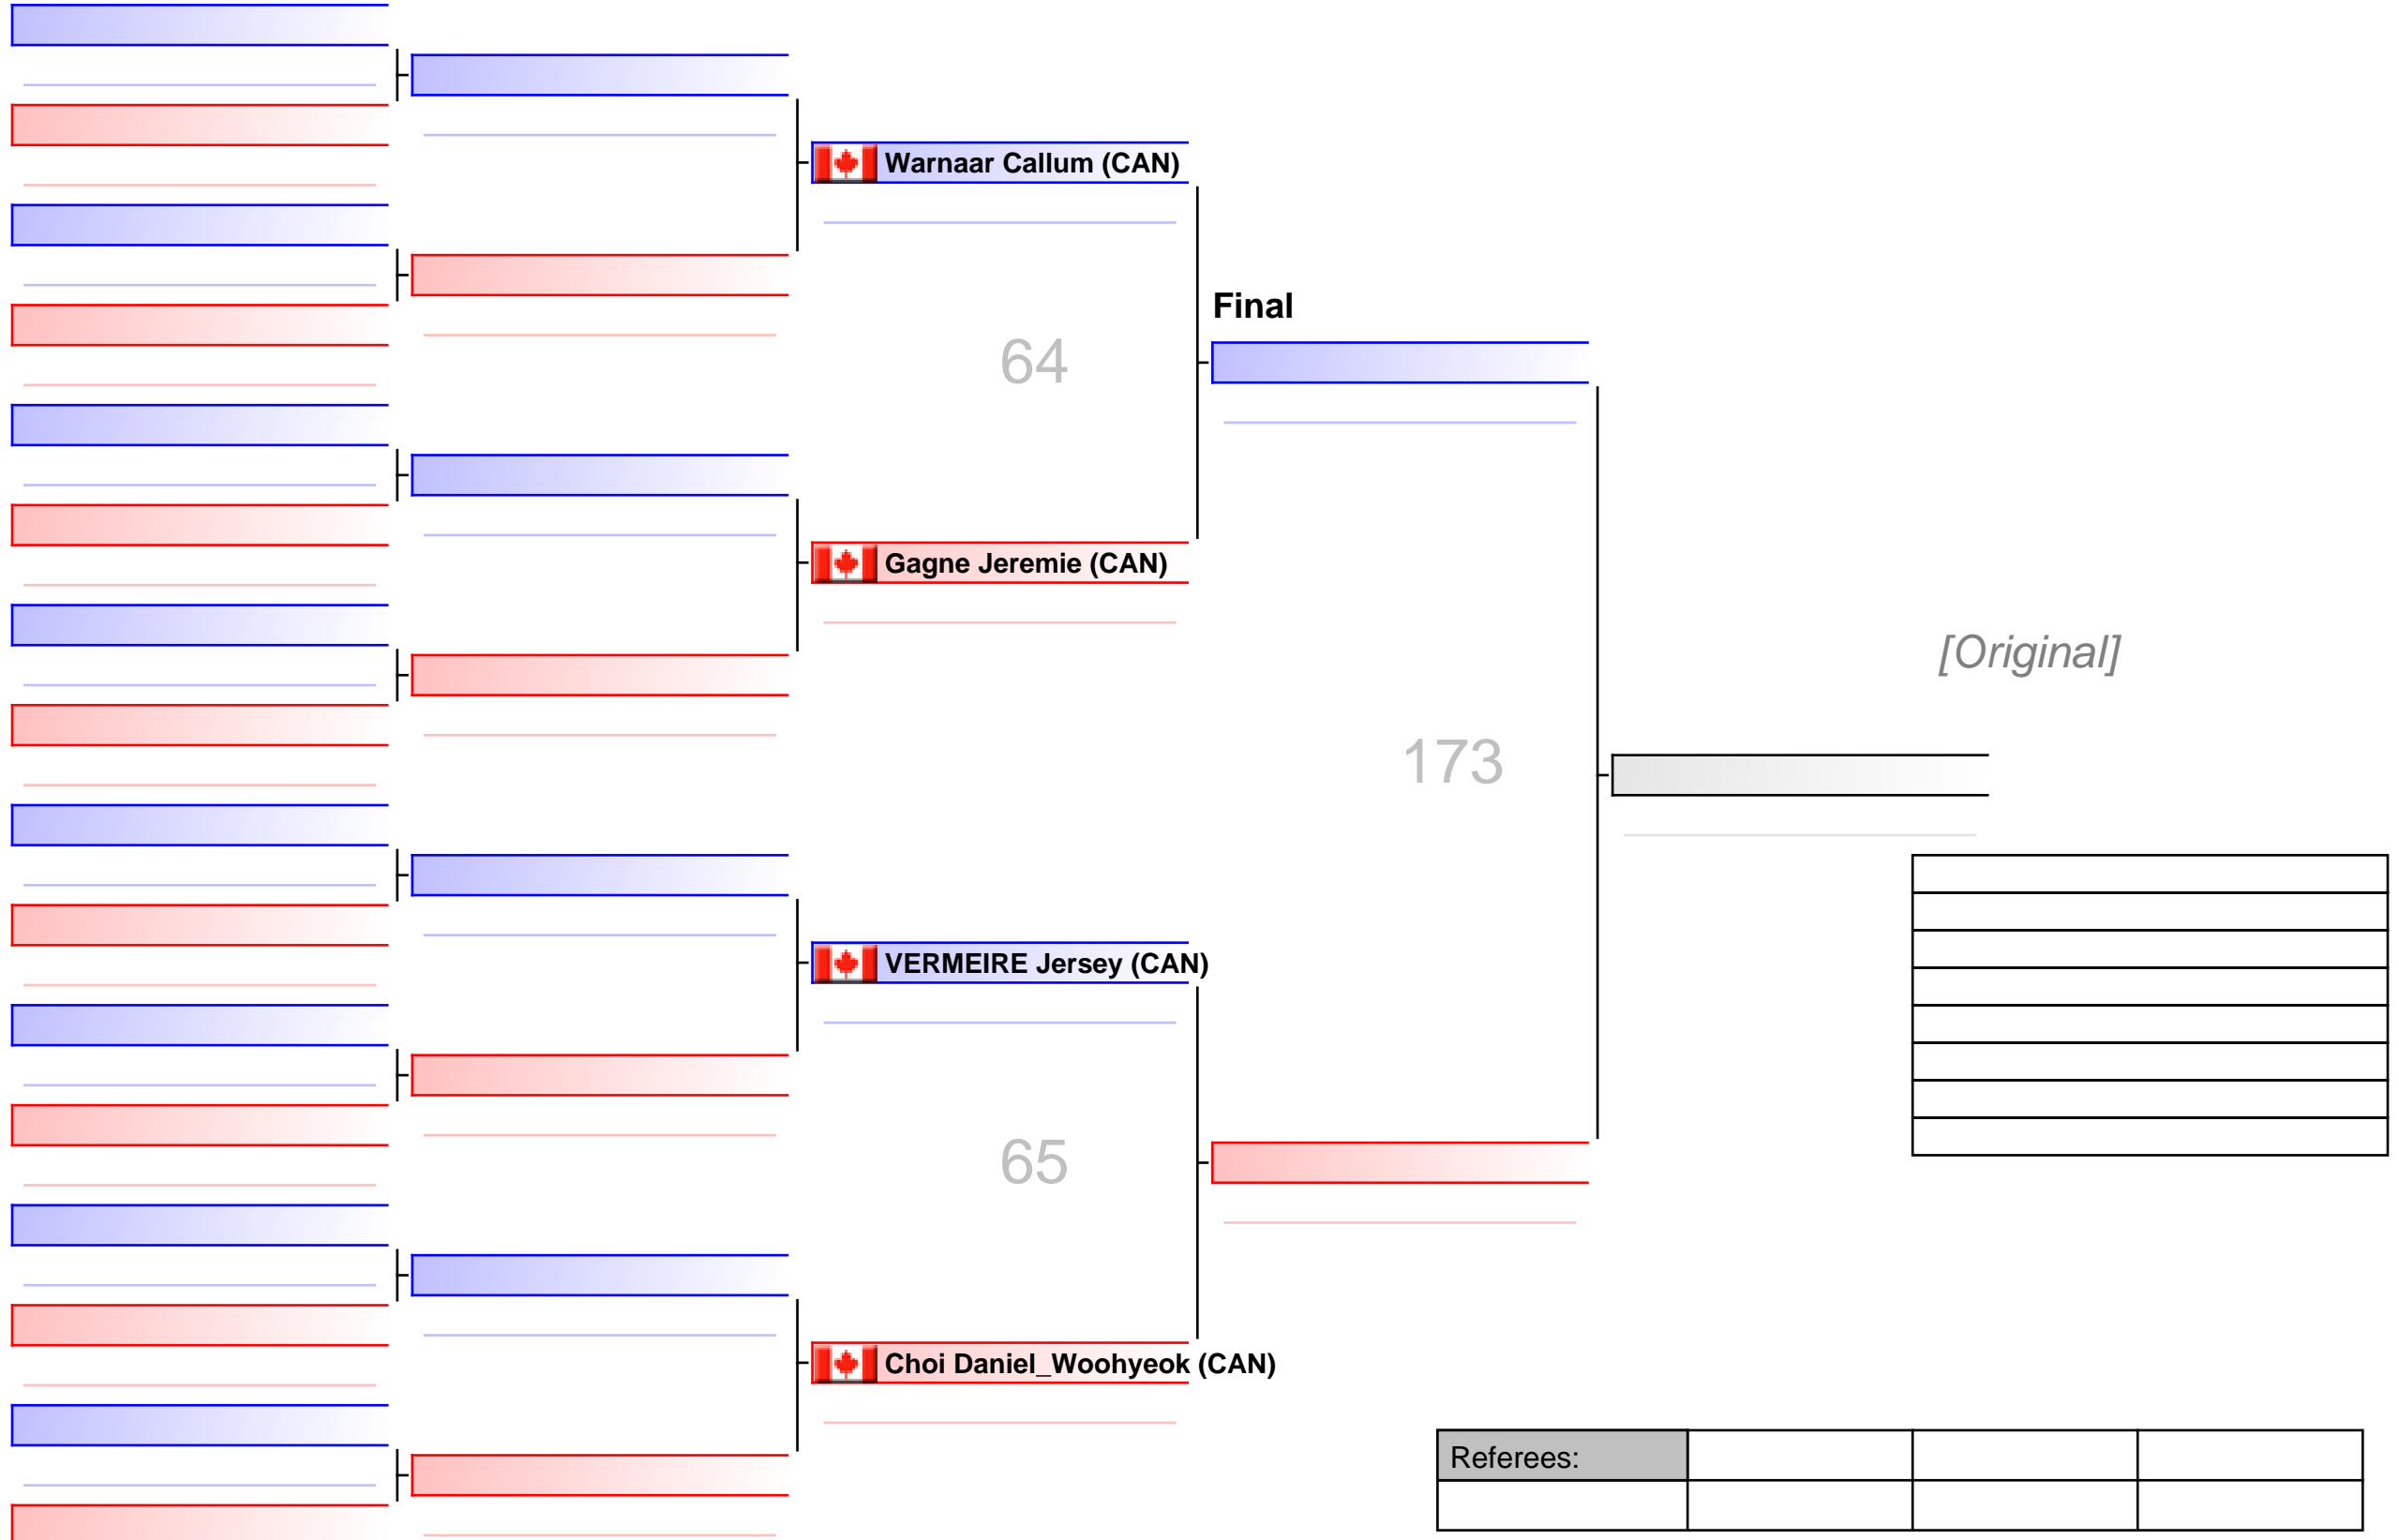 Warnaar Callum (CAN)
Final
64
Gagne Jeremie (CAN)
[Original]
173
VERMEIRE Jersey (CAN)
65
Choi Daniel_Woohyeok (CAN)
Referees: